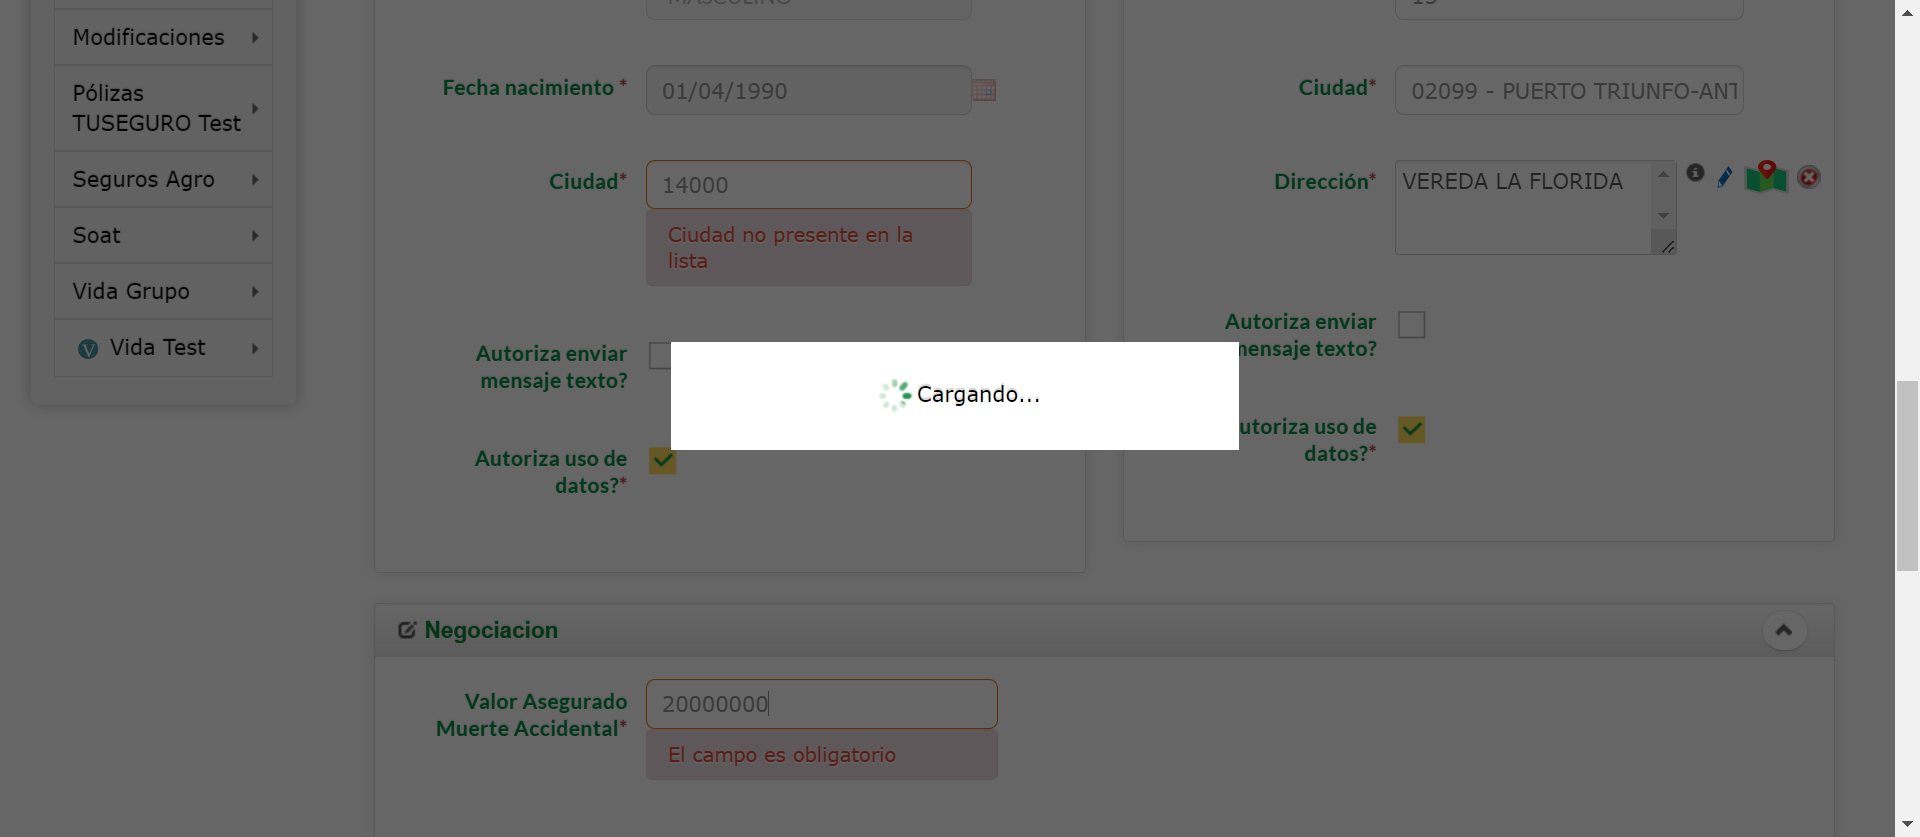 Modificaciones
Pólizas
TUSEGURO Test
Seguros Agro
Soat
Vida Grupo
V Vida Test
MASCULINO
Fecha nacimiento *
01/04/1990
Ciudad*
14000
Ciudad no presente en la
lista
Autoriza enviar
mensaje texto?
Autoriza uso de
datos?*
Ciudad*
02099 - PUERTO TRIUNFO-ANT
Dirección*
VEREDA LA FLORIDA
Autoriza enviar
mensaje texto?
utoriza uso de
datos?*
Cargando...
Negociacion
Valor Asegurado
Muerte Accidental*
20000000
El campo es obligatorio